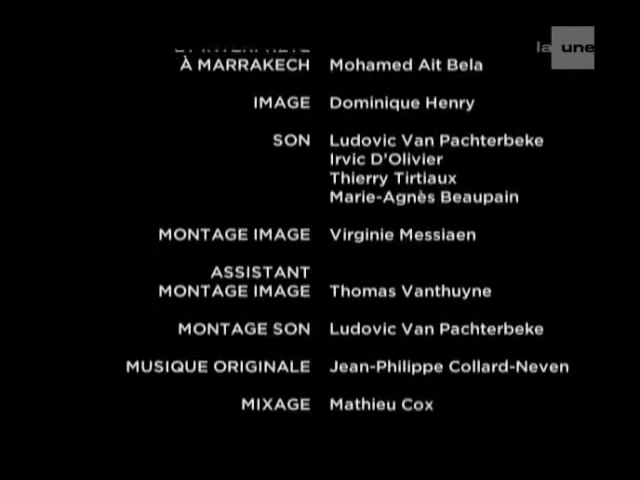 la une
ET INTERPRÈTE
À MARRAKECH Mohamed Ait Bela
IMAGE Dominique Henry
SON Ludovic Van Pachterbeke
Irvic D'Olivier
Thierry Tirtiaux
Marie-Agnès Beaupain
MONTAGE IMAGE Virginie Messiaen
ASSISTANT
MONTAGE IMAGE Thomas Vanthuyne
MONTAGE SON Ludovic Van Pachterbeke
MUSIQUE ORIGINALE Jean-Philippe Collard-Neven
MIXAGE Mathieu Cox